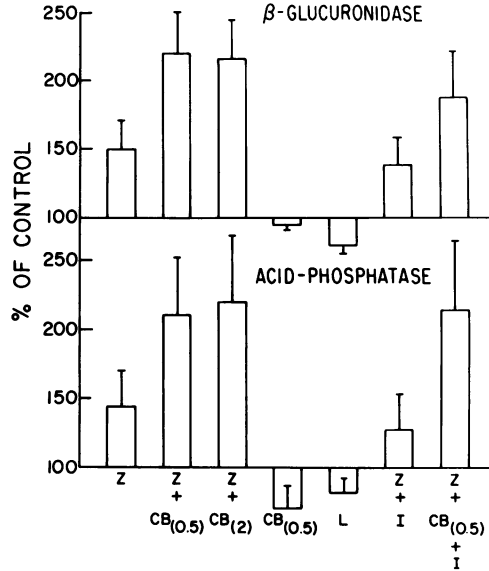 β-GLUCURONIDASE
250
200
150
100
% OF CONTROL
ACID-PHOSPHATASE
250
200
150
100
Z
Z + CB(0.5)
Z + CB(2)
CB(0.5)
L
Z + I
Z + CB(0.5) + I